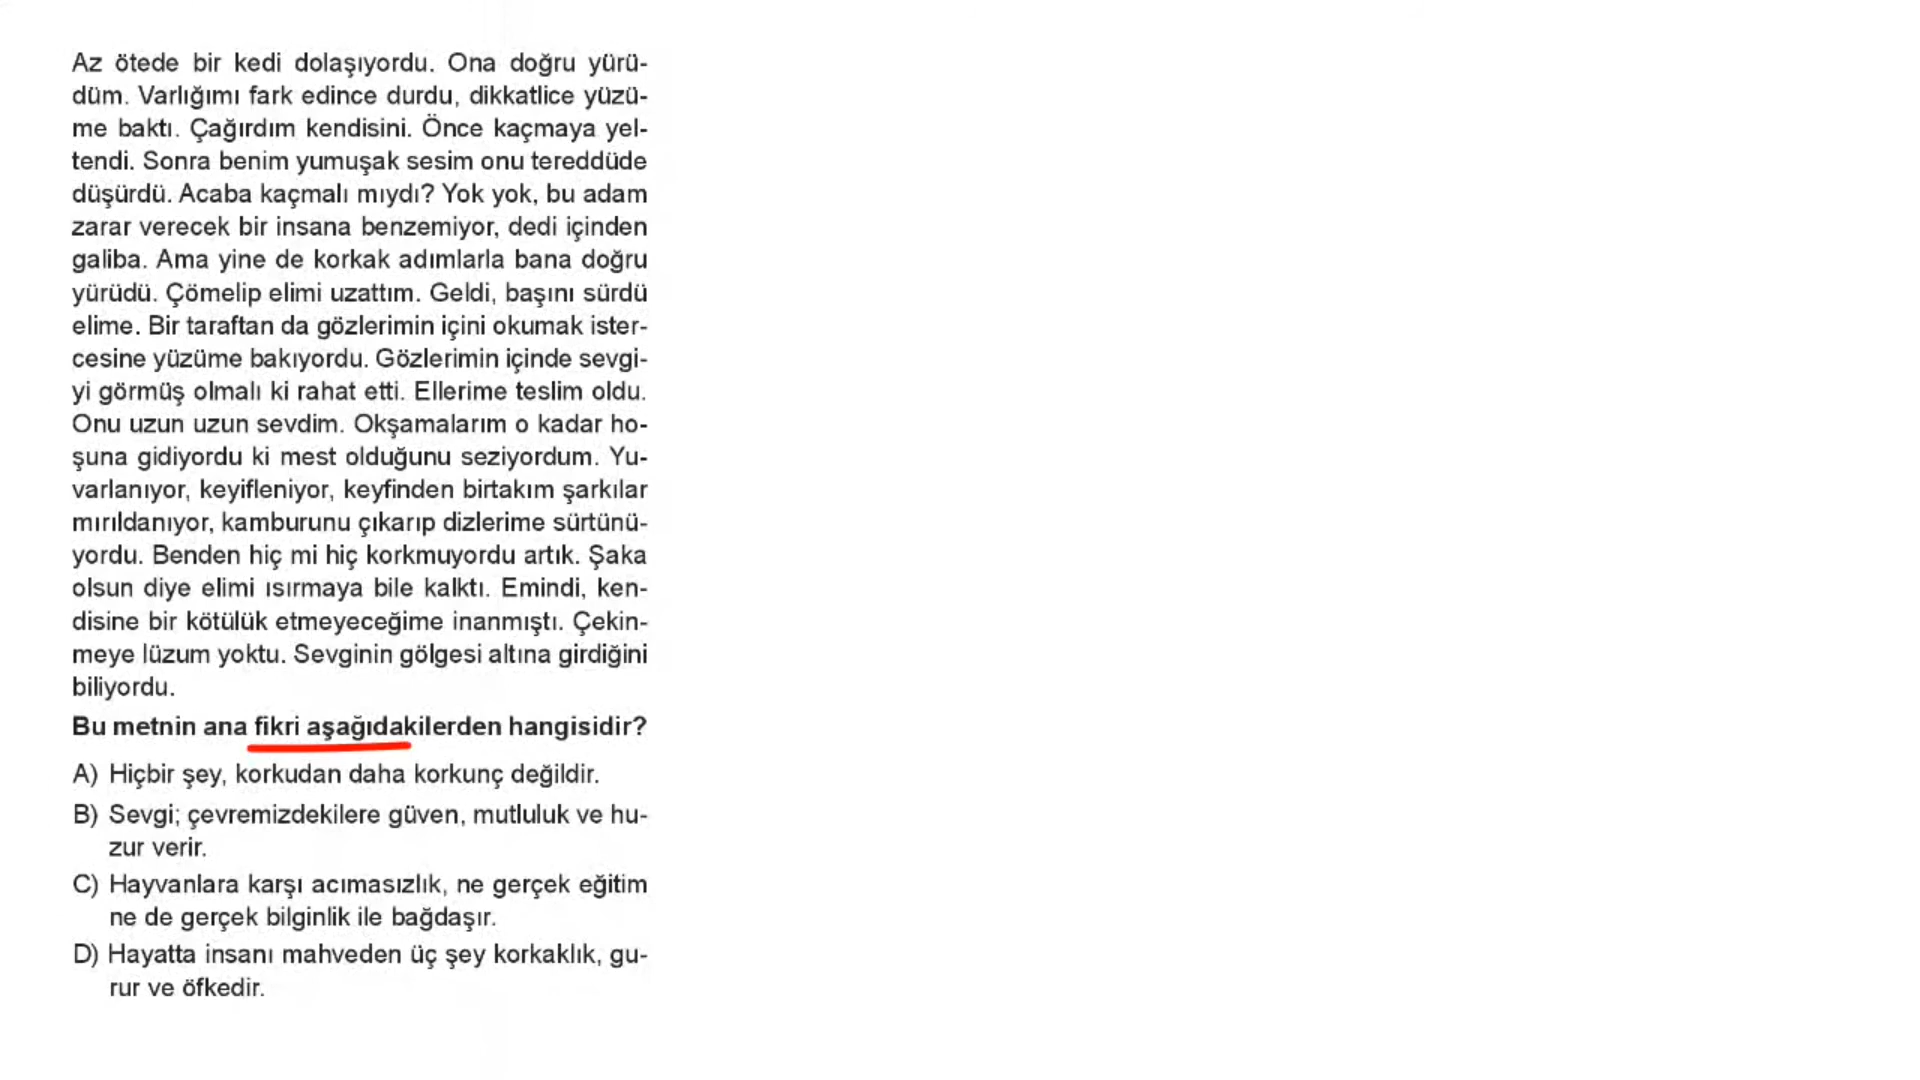 Az ötede bir kedi dolaşıyordu. Ona doğru yürü-
düm. Varlığımı fark edince durdu, dikkatlice yüzü-
me baktı. Çağırdım kendisini. Önce kaçmaya yel-
tendi. Sonra benim yumuşak sesim onu tereddüde
düşürdü. Acaba kaçmalı mıydı? Yok yok, bu adam
zarar verecek bir insana benzemiyor, dedi içinden
galiba. Ama yine de korkak adımlarla bana doğru
yürüdü. Çömelip elimi uzattım. Geldi, başını sürdü
elime. Bir taraftan da gözlerimin içini okumak ister-
cesine yüzüme bakıyordu. Gözlerimin içinde sevgi-
yi görmüş olmalı ki rahat etti. Ellerime teslim oldu.
Onu uzun uzun sevdim. Okşamalarım o kadar ho-
şuna gidiyordu ki mest olduğunu seziyordum. Yu-
varlanıyor, keyifleniyor, keyfinden birtakım şarkılar
mırıldanıyor, kamburunu çıkarıp dizlerime sürtünü-
yordu. Benden hiç mi hiç korkmuyordu artık. Şaka
olsun diye elimi ısırmaya bile kalktı. Emindi, ken-
disine bir kötülük etmeyeceğime inanmıştı. Çekin-
meye lüzum yoktu. Sevginin gölgesi altına girdiğini
biliyordu.
Bu metnin ana fikri aşağıdakilerden hangisidir?
A) Hiçbir şey, korkudan daha korkunç değildir.
B) Sevgi; çevremizdekilere güven, mutluluk ve hu-
zur verir.
C) Hayvanlara karşı acımasızlık, ne gerçek eğitim
ne de gerçek bilginlik ile bağdaşır.
D) Hayatta insanı mahveden üç şey korkaklık, gu-
rur ve öfkedir.